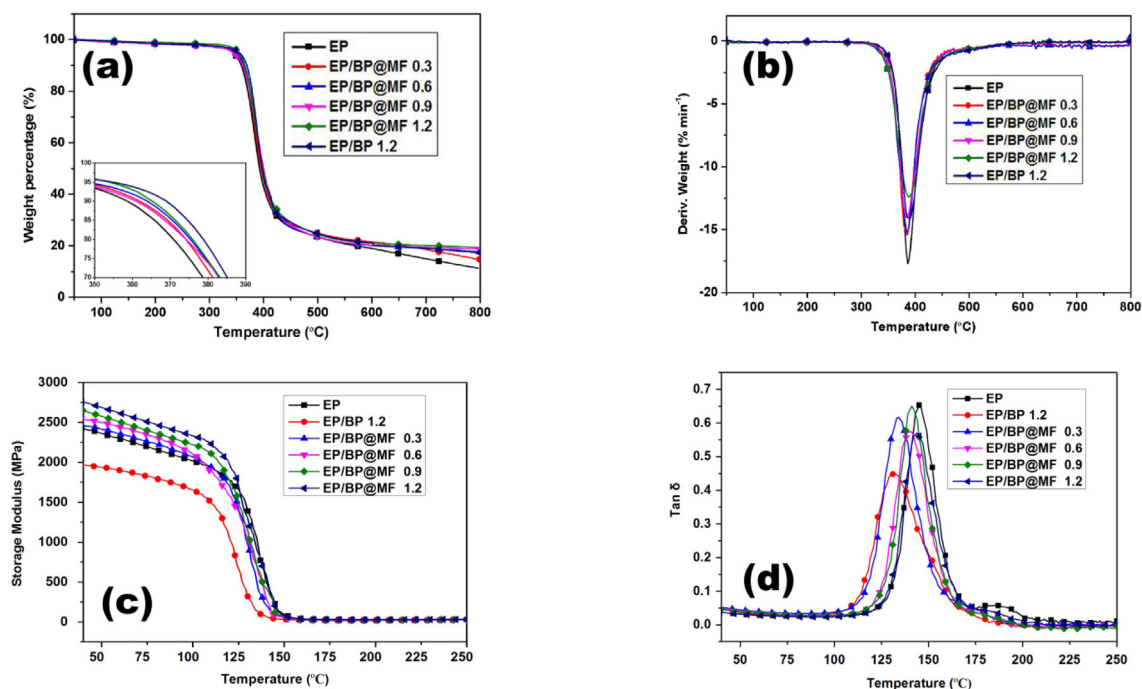 (a)
100
80
60
40
20
0
Weight percentage (%)
EP
EP/BP@MF 0.3
EP/BP@MF 0.6
EP/BP@MF 0.9
EP/BP@MF 1.2
EP/BP 1.2
100
95
90
85
80
75
70
350 360 370 380 390
100 200 300 400 500 600 700 800
Temperature (°C)
(b)
0
-5
-10
-15
-20
Deriv. Weight (% min⁻¹)
EP
EP/BP@MF 0.3
EP/BP@MF 0.6
EP/BP@MF 0.9
EP/BP@MF 1.2
EP/BP 1.2
100 200 300 400 500 600 700 800
Temperature (°C)
3000
2500
2000
1500
1000
500
0
Storage Modulus (MPa)
EP
EP/BP 1.2
EP/BP@MF 0.3
EP/BP@MF 0.6
EP/BP@MF 0.9
EP/BP@MF 1.2
(c)
50 75 100 125 150 175 200 225 250
Temperature (°C)
0.7
0.6
0.5
0.4
0.3
0.2
0.1
0.0
Tan δ
EP
EP/BP 1.2
EP/BP@MF 0.3
EP/BP@MF 0.6
EP/BP@MF 0.9
EP/BP@MF 1.2
(d)
50 75 100 125 150 175 200 225 250
Temperature (°C)